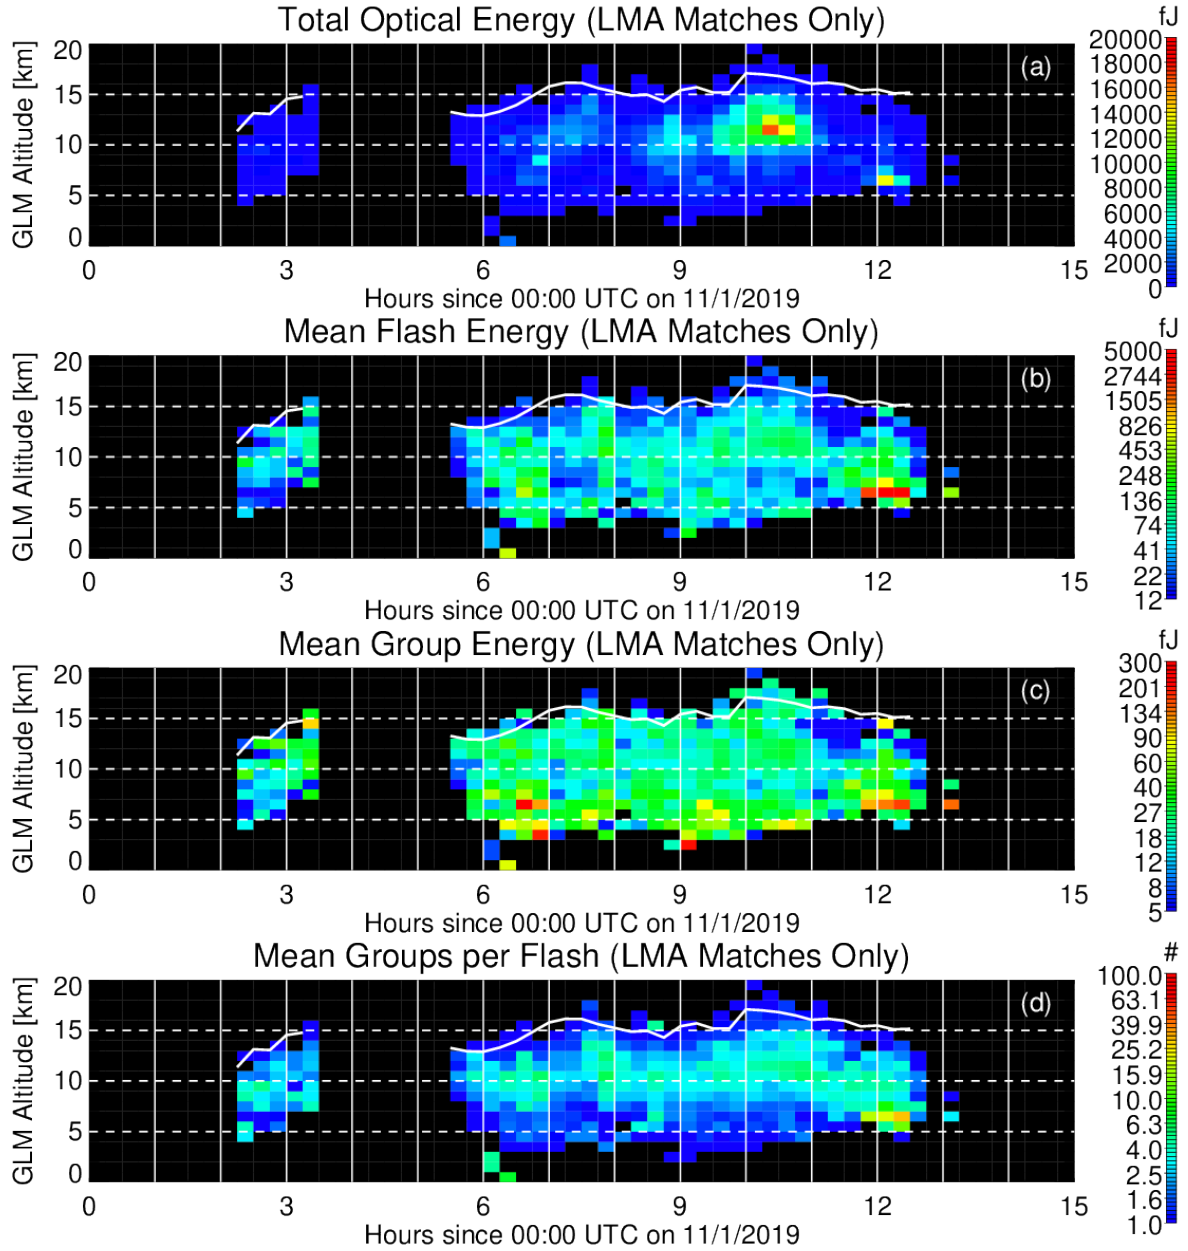 Total Optical Energy (LMA Matches Only)
fJ
(a)
GLM Altitude [km]
20
15
10
5
0
0 3 6 9 12 15
Hours since 00:00 UTC on 11/1/2019
20000
18000
16000
14000
12000
10000
8000
6000
4000
2000
0
Mean Flash Energy (LMA Matches Only)
fJ
(b)
GLM Altitude [km]
20
15
10
5
0
0 3 6 9 12 15
Hours since 00:00 UTC on 11/1/2019
5000
2744
1505
826
453
248
136
74
41
22
12
Mean Group Energy (LMA Matches Only)
fJ
(c)
GLM Altitude [km]
20
15
10
5
0
0 3 6 9 12 15
Hours since 00:00 UTC on 11/1/2019
300
201
134
90
60
40
27
18
12
8
5
Mean Groups per Flash (LMA Matches Only)
#
(d)
GLM Altitude [km]
20
15
10
5
0
0 3 6 9 12 15
Hours since 00:00 UTC on 11/1/2019
100.0
63.1
39.9
25.2
15.9
10.0
6.3
4.0
2.5
1.6
1.0